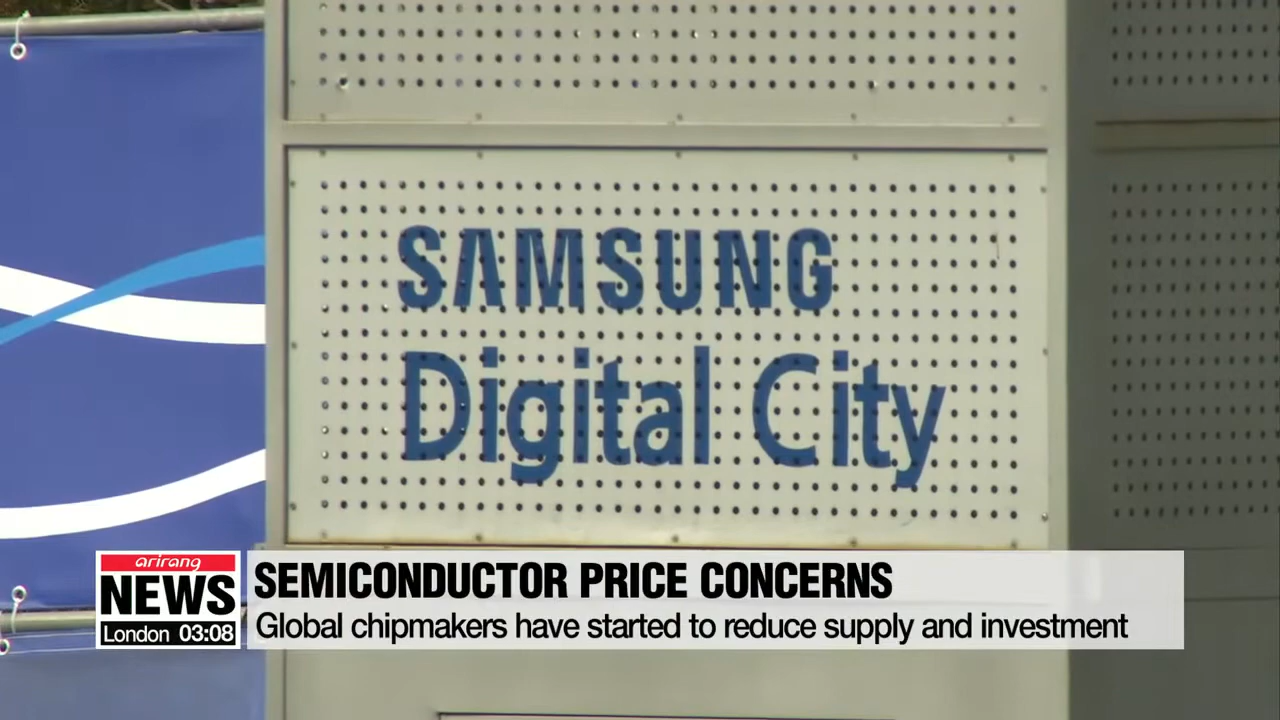 SAMSUNG
Digital City
arirang
NEWS
London 03:08
SEMICONDUCTOR PRICE CONCERNS
Global chipmakers have started to reduce supply and investment